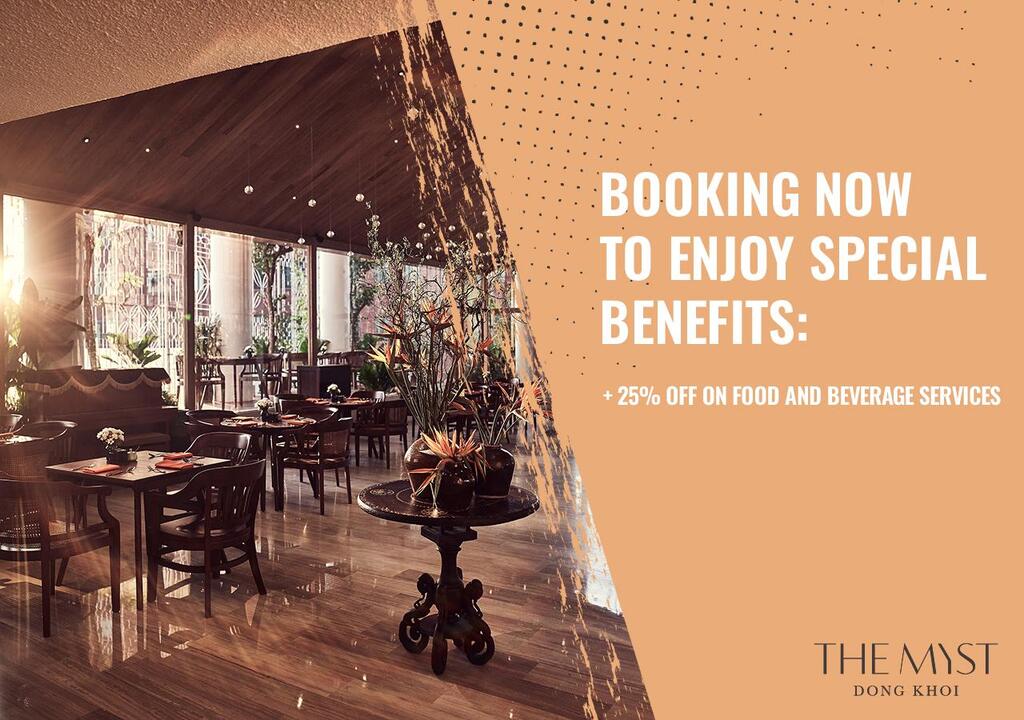 BOOKING NOW
TO ENJOY SPECIAL
BENEFITS:
+ 25% OFF ON FOOD AND BEVERAGE SERVICES
THE MYST
DONG KHOI